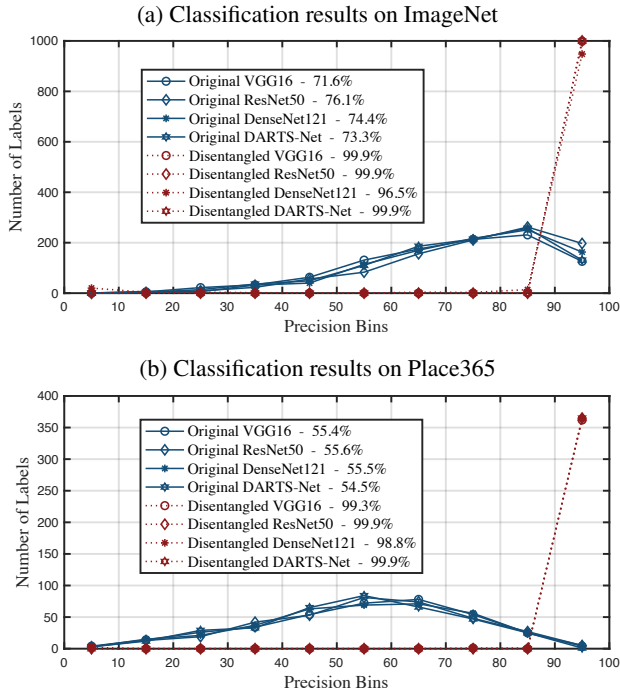 (a) Classification results on ImageNet
1000
800
600
400
200
0
Number of Labels
Original VGG16 - 71.6%
Original ResNet50 - 76.1%
Original DenseNet121 - 74.4%
Original DARTS-Net - 73.3%
Disentangled VGG16 - 99.9%
Disentangled ResNet50 - 99.9%
Disentangled DenseNet121 - 96.5%
Disentangled DARTS-Net - 99.9%
0 10 20 30 40 50 60 70 80 90 100
Precision Bins
(b) Classification results on Place365
400
350
300
250
200
150
100
50
0
Number of Labels
Original VGG16 - 55.4%
Original ResNet50 - 55.6%
Original DenseNet121 - 55.5%
Original DARTS-Net - 54.5%
Disentangled VGG16 - 99.3%
Disentangled ResNet50 - 99.9%
Disentangled DenseNet121 - 98.8%
Disentangled DARTS-Net - 99.9%
0 10 20 30 40 50 60 70 80 90 100
Precision Bins